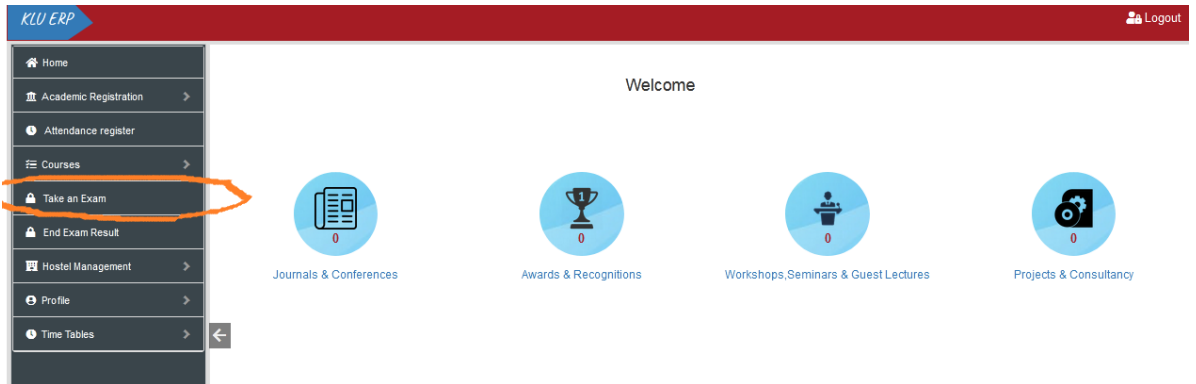 KLU ERP
Logout
Home
Academic Registration
Attendance register
Courses
Take an Exam
End Exam Result
Hostel Management
Profile
Time Tables
Welcome
0
Journals & Conferences
1
0
Awards & Recognitions
0
Workshops,Seminars & Guest Lectures
0
Projects & Consultancy